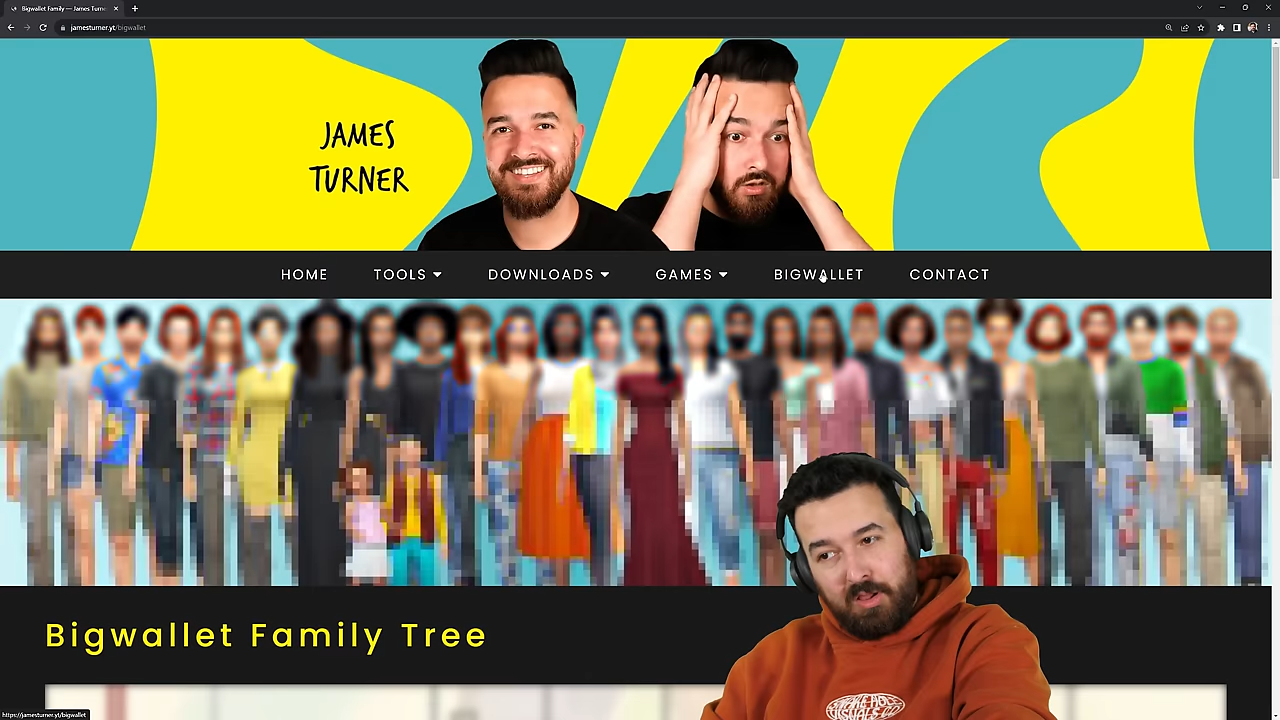 Bigwallet Family — James Turne
jamesturner.yt/bigwallet
JAMES
TURNER
HOME
TOOLS
DOWNLOADS
GAMES
BIGWALLET
CONTACT
Bigwallet Family Tree
https://jamesturner.yt/bigwallet